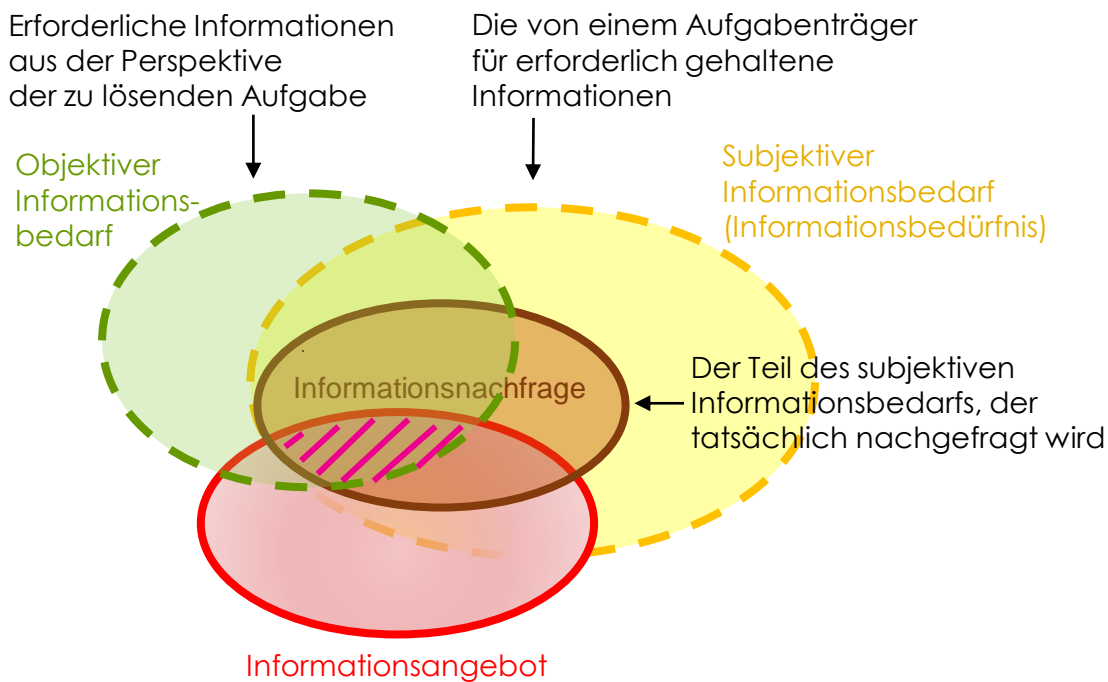 Erforderliche Informationen
aus der Perspektive
der zu lösenden Aufgabe
Die von einem Aufgabenträger
für erforderlich gehaltene
Informationen
Objektiver
Informations-
bedarf
Subjektiver
Informationsbedarf
(Informationsbedürfnis)
Informationsnachfrage
Der Teil des subjektiven
Informationsbedarfs, der
tatsächlich nachgefragt wird
Informationsangebot